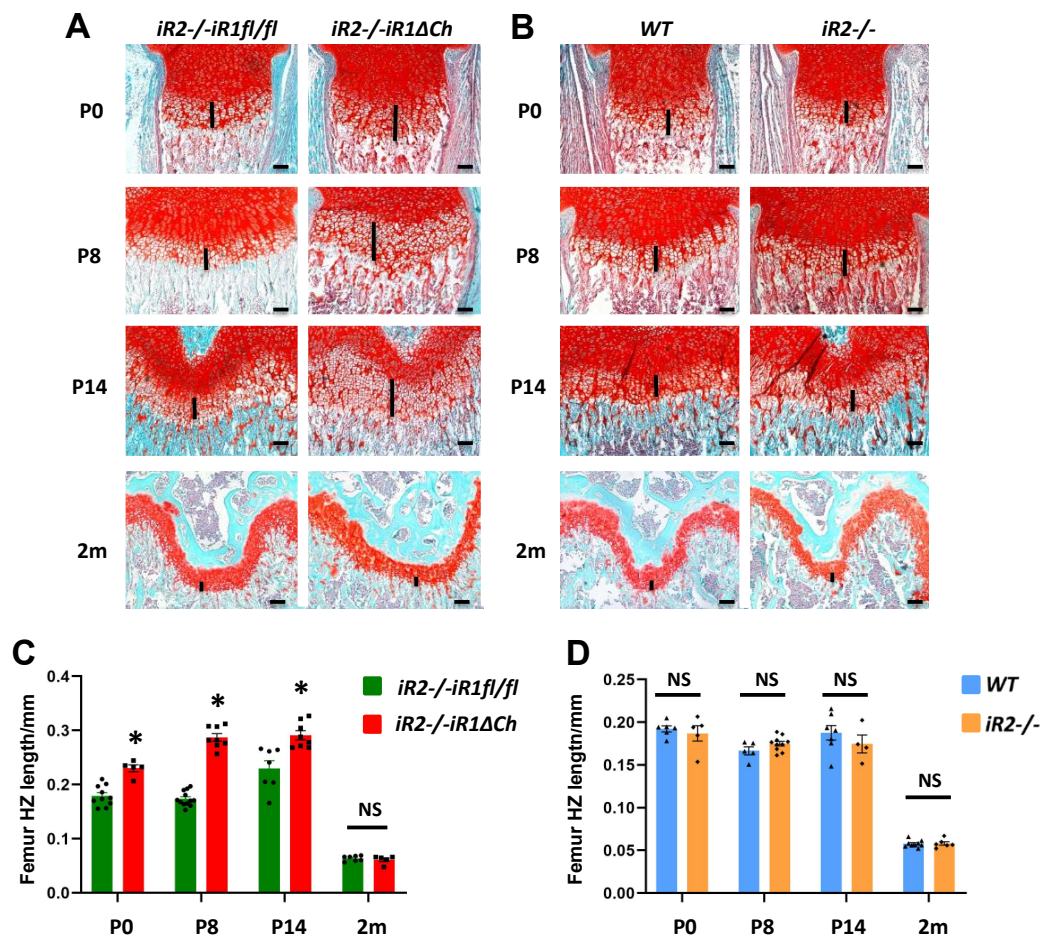 A
iR2-/-iR1fl/fl
iR2-/-iR1ΔCh
B
WT
iR2-/-
P0
P0
P8
P8
P14
P14
2m
2m
C
Femur HZ length/mm
0.4
0.3
0.2
0.1
0.0
*
*
*
NS
iR2-/-iR1fl/fl
iR2-/-iR1ΔCh
P0
P8
P14
2m
D
Femur HZ length/mm
0.25
0.20
0.15
0.10
0.05
0.00
NS
NS
NS
NS
WT
iR2-/-
P0
P8
P14
2m